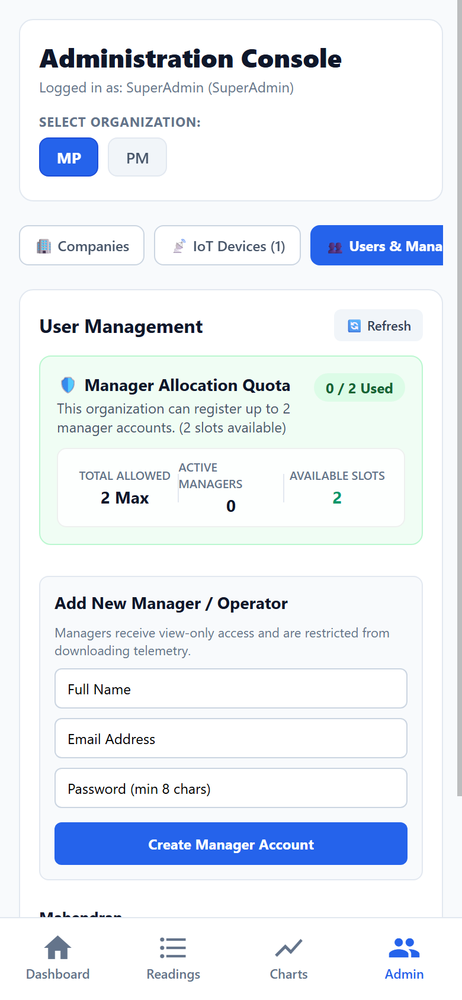 Administration Console
Logged in as: SuperAdmin (SuperAdmin)
SELECT ORGANIZATION:
MP
PM
Companies
IoT Devices (1)
Users & Mana
User Management
Refresh
Manager Allocation Quota
0 / 2 Used
This organization can register up to 2
manager accounts. (2 slots available)
TOTAL ALLOWED
2 Max
ACTIVE
MANAGERS
0
AVAILABLE SLOTS
2
Add New Manager / Operator
Managers receive view-only access and are restricted from
downloading telemetry.
Full Name
Email Address
Password (min 8 chars)
Create Manager Account
Mahendran
Dashboard
Readings
Charts
Admin